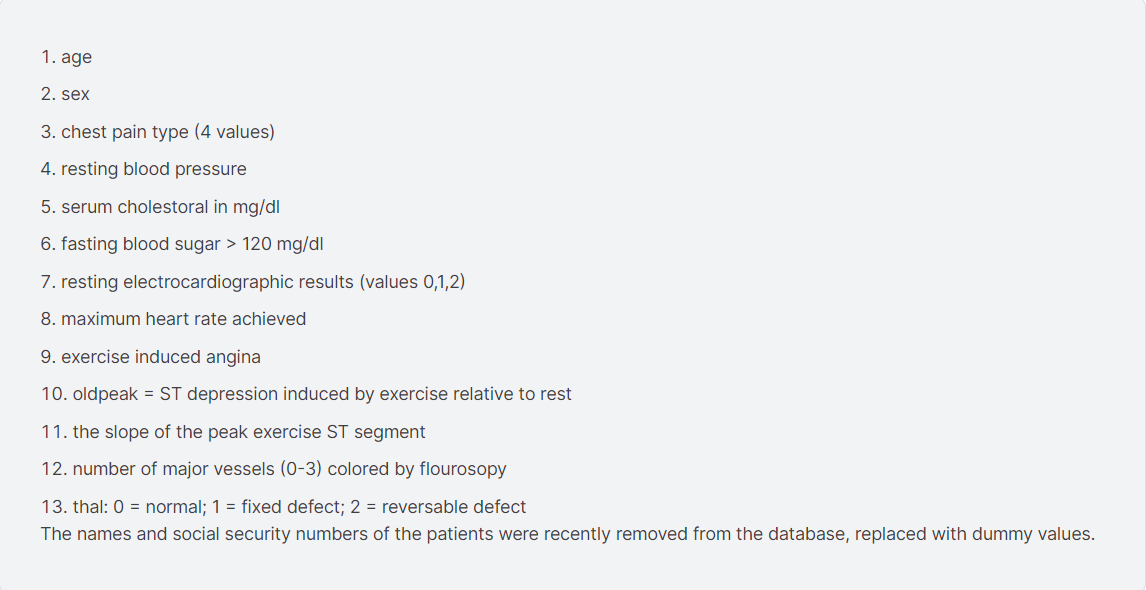 1. age
2. sex
3. chest pain type (4 values)
4. resting blood pressure
5. serum cholestoral in mg/dl
6. fasting blood sugar > 120 mg/dl
7. resting electrocardiographic results (values 0,1,2)
8. maximum heart rate achieved
9. exercise induced angina
10. oldpeak = ST depression induced by exercise relative to rest
11. the slope of the peak exercise ST segment
12. number of major vessels (0-3) colored by flourosopy
13. thal: 0 = normal; 1 = fixed defect; 2 = reversable defect
The names and social security numbers of the patients were recently removed from the database, replaced with dummy values.